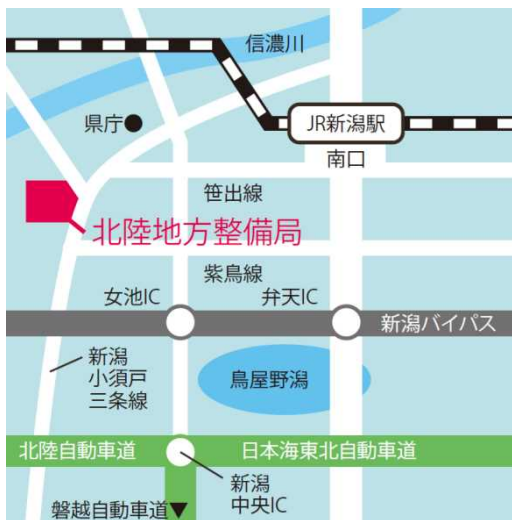 信濃川
県庁●
JR新潟駅
南口
笹出線
北陸地方整備局
紫鳥線
女池IC
弁天IC
新潟バイパス
新潟
小須戸
三条線
鳥屋野潟
北陸自動車道
日本海東北自動車道
新潟
中央IC
磐越自動車道▼